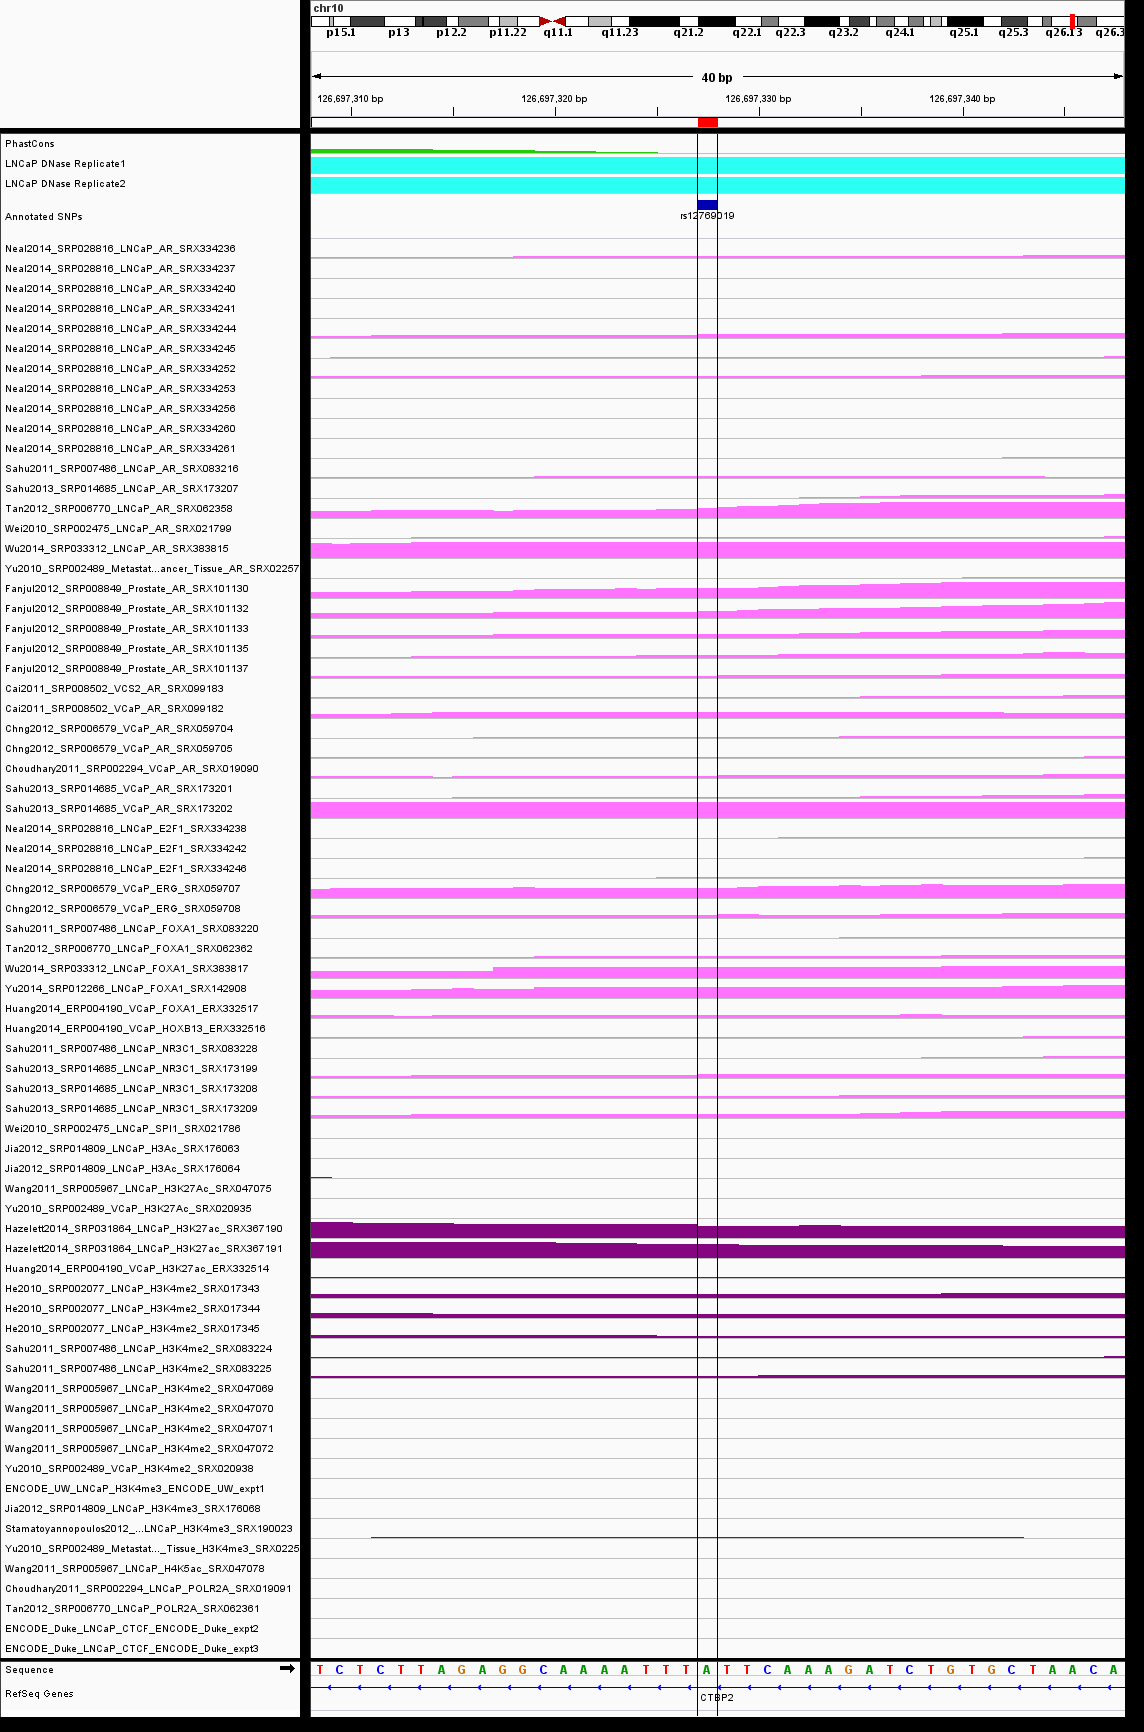 chr10
p15.1 p13 p12.2 p11.22 q11.1 q11.23 q21.2 q22.1 q22.3 q23.2 q24.1 q25.1 q25.3 q26.13 q26.3
40 bp
126,697,310 bp 126,697,320 bp 126,697,330 bp 126,697,340 bp
PhastCons
LNCaP DNase Replicate1
LNCaP DNase Replicate2
Annotated SNPs rs12769019
Neal2014_SRP028816_LNCaP_AR_SRX334236
Neal2014_SRP028816_LNCaP_AR_SRX334237
Neal2014_SRP028816_LNCaP_AR_SRX334240
Neal2014_SRP028816_LNCaP_AR_SRX334241
Neal2014_SRP028816_LNCaP_AR_SRX334244
Neal2014_SRP028816_LNCaP_AR_SRX334245
Neal2014_SRP028816_LNCaP_AR_SRX334252
Neal2014_SRP028816_LNCaP_AR_SRX334253
Neal2014_SRP028816_LNCaP_AR_SRX334256
Neal2014_SRP028816_LNCaP_AR_SRX334260
Neal2014_SRP028816_LNCaP_AR_SRX334261
Sahu2011_SRP007486_LNCaP_AR_SRX083216
Sahu2013_SRP014685_LNCaP_AR_SRX173207
Tan2012_SRP006770_LNCaP_AR_SRX062358
Wei2010_SRP002475_LNCaP_AR_SRX021799
Wu2014_SRP033312_LNCaP_AR_SRX383815
Yu2010_SRP002489_Metastat...ancer_Tissue_AR_SRX02257
Fanjul2012_SRP008849_Prostate_AR_SRX101130
Fanjul2012_SRP008849_Prostate_AR_SRX101132
Fanjul2012_SRP008849_Prostate_AR_SRX101133
Fanjul2012_SRP008849_Prostate_AR_SRX101135
Fanjul2012_SRP008849_Prostate_AR_SRX101137
Cai2011_SRP008502_VCS2_AR_SRX099183
Cai2011_SRP008502_VCaP_AR_SRX099182
Chng2012_SRP006579_VCaP_AR_SRX059704
Chng2012_SRP006579_VCaP_AR_SRX059705
Choudhary2011_SRP002294_VCaP_AR_SRX019090
Sahu2013_SRP014685_VCaP_AR_SRX173201
Sahu2013_SRP014685_VCaP_AR_SRX173202
Neal2014_SRP028816_LNCaP_E2F1_SRX334238
Neal2014_SRP028816_LNCaP_E2F1_SRX334242
Neal2014_SRP028816_LNCaP_E2F1_SRX334246
Chng2012_SRP006579_VCaP_ERG_SRX059707
Chng2012_SRP006579_VCaP_ERG_SRX059708
Sahu2011_SRP007486_LNCaP_FOXA1_SRX083220
Tan2012_SRP006770_LNCaP_FOXA1_SRX062362
Wu2014_SRP033312_LNCaP_FOXA1_SRX383817
Yu2014_SRP012266_LNCaP_FOXA1_SRX142908
Huang2014_ERP004190_VCaP_FOXA1_ERX332517
Huang2014_ERP004190_VCaP_HOXB13_ERX332516
Sahu2011_SRP007486_LNCaP_NR3C1_SRX083228
Sahu2013_SRP014685_LNCaP_NR3C1_SRX173199
Sahu2013_SRP014685_LNCaP_NR3C1_SRX173208
Sahu2013_SRP014685_LNCaP_NR3C1_SRX173209
Wei2010_SRP002475_LNCaP_SPI1_SRX021786
Jia2012_SRP014809_LNCaP_H3Ac_SRX176063
Jia2012_SRP014809_LNCaP_H3Ac_SRX176064
Wang2011_SRP005967_LNCaP_H3K27Ac_SRX047075
Yu2010_SRP002489_VCaP_H3K27Ac_SRX020935
Hazelett2014_SRP031864_LNCaP_H3K27ac_SRX367190
Hazelett2014_SRP031864_LNCaP_H3K27ac_SRX367191
Huang2014_ERP004190_VCaP_H3K27ac_ERX332514
He2010_SRP002077_LNCaP_H3K4me2_SRX017343
He2010_SRP002077_LNCaP_H3K4me2_SRX017344
He2010_SRP002077_LNCaP_H3K4me2_SRX017345
Sahu2011_SRP007486_LNCaP_H3K4me2_SRX083224
Sahu2011_SRP007486_LNCaP_H3K4me2_SRX083225
Wang2011_SRP005967_LNCaP_H3K4me2_SRX047069
Wang2011_SRP005967_LNCaP_H3K4me2_SRX047070
Wang2011_SRP005967_LNCaP_H3K4me2_SRX047071
Wang2011_SRP005967_LNCaP_H3K4me2_SRX047072
Yu2010_SRP002489_VCaP_H3K4me2_SRX020938
ENCODE_UW_LNCaP_H3K4me3_ENCODE_UW_expt1
Jia2012_SRP014809_LNCaP_H3K4me3_SRX176068
Stamatoyannopoulos2012_...LNCaP_H3K4me3_SRX190023
Yu2010_SRP002489_Metastat..._Tissue_H3K4me3_SRX0225
Wang2011_SRP005967_LNCaP_H4K5ac_SRX047078
Choudhary2011_SRP002294_LNCaP_POLR2A_SRX019091
Tan2012_SRP006770_LNCaP_POLR2A_SRX062361
ENCODE_Duke_LNCaP_CTCF_ENCODE_Duke_expt2
ENCODE_Duke_LNCaP_CTCF_ENCODE_Duke_expt3
Sequence T C T C T T A G A G G C A A A A T T T A T T C A A A G A T C T G T G C T A A C A
RefSeq Genes CTBP2